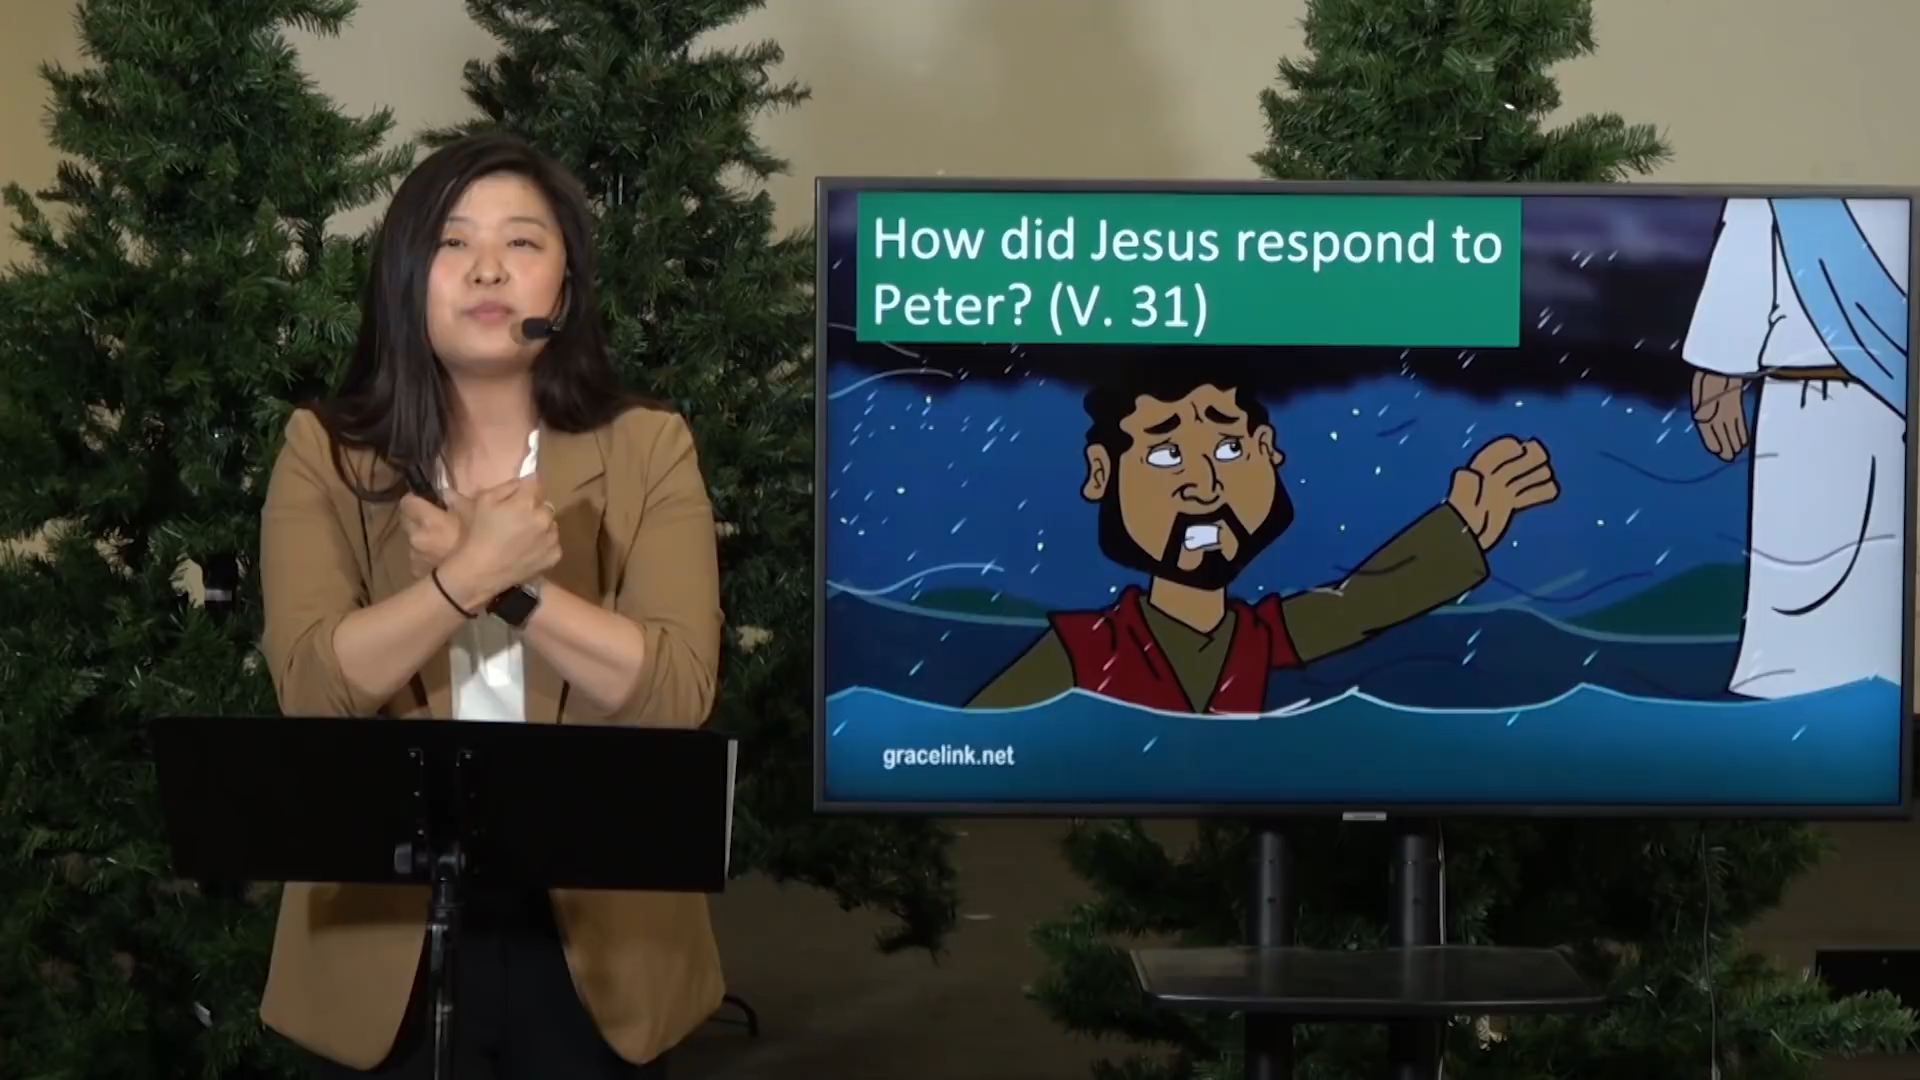 How did Jesus respond to
Peter? (V. 31)
gracelink.net